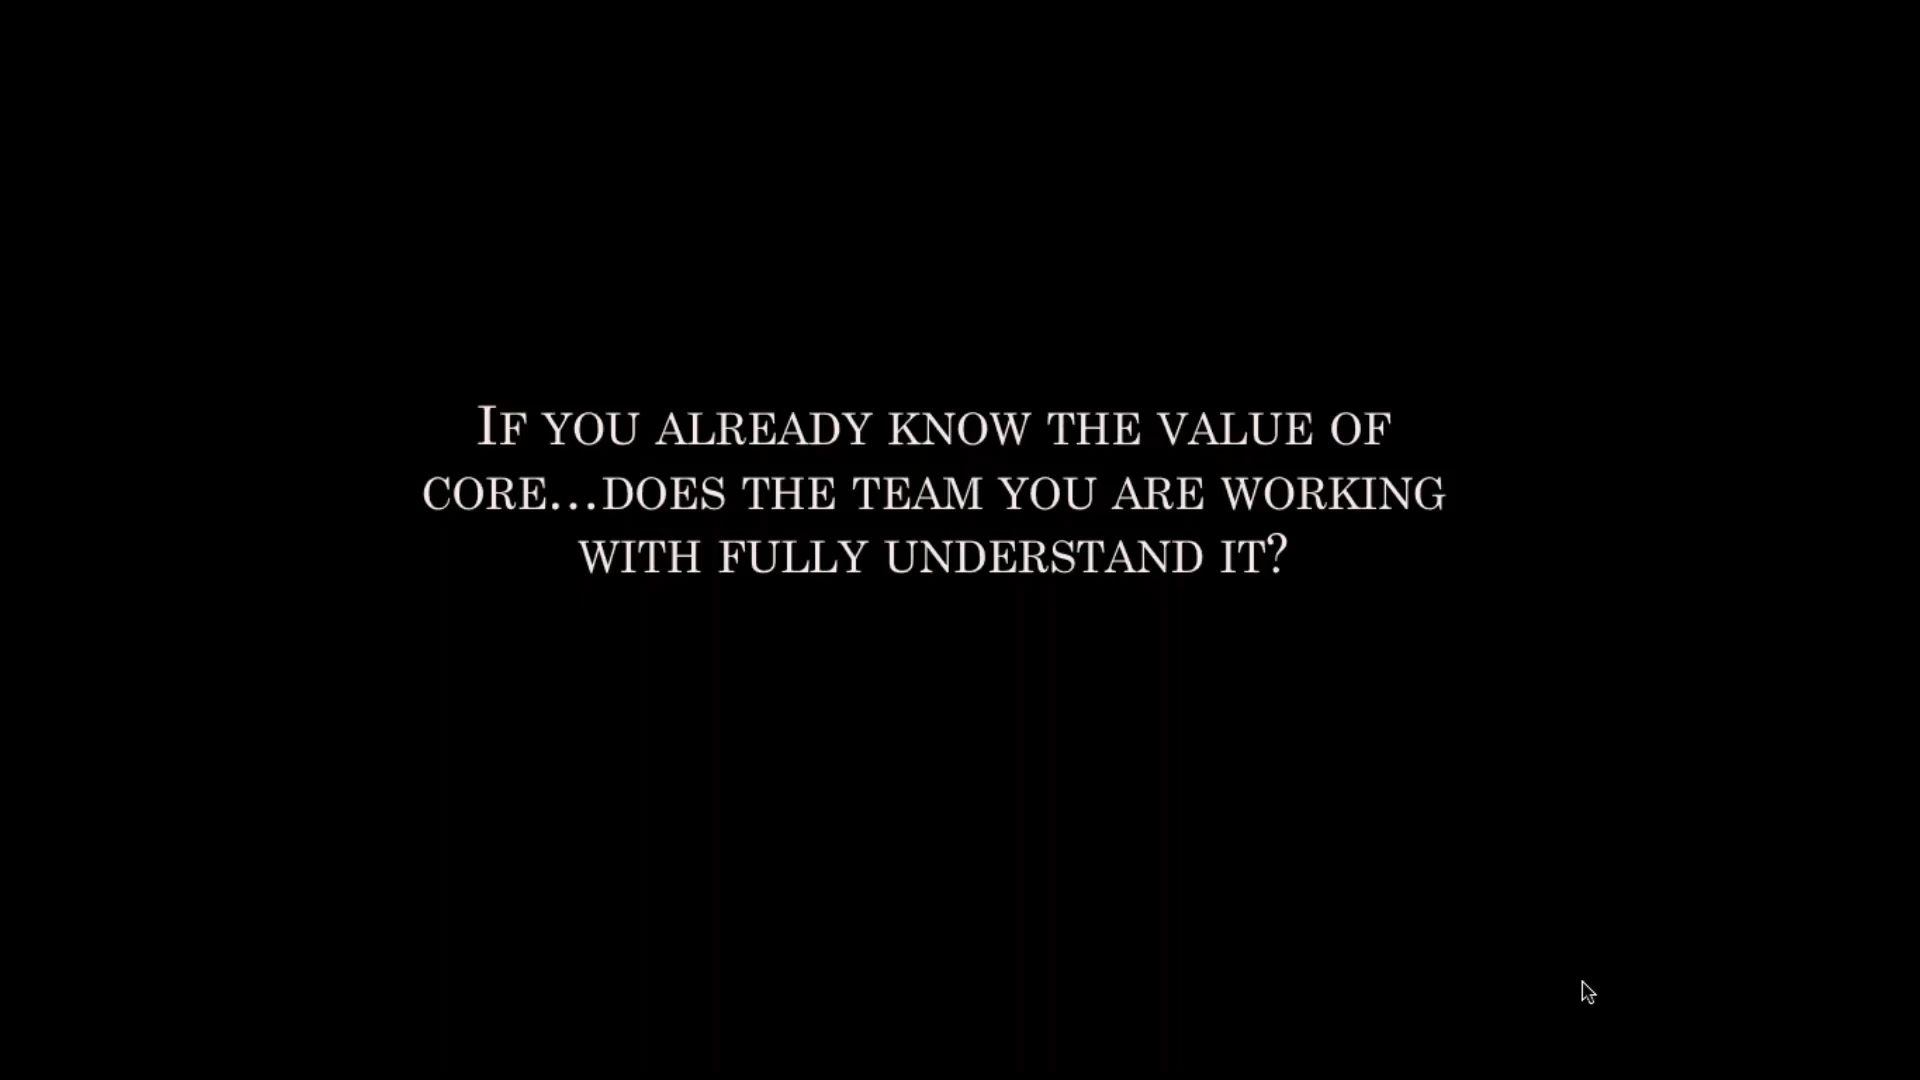 If you already know the value of
core...does the team you are working
with fully understand it?